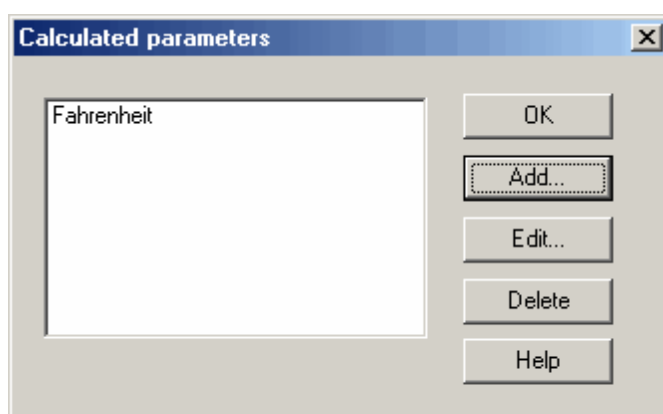 Calculated parameters
Fahrenheit
OK
Add...
Edit...
Delete
Help